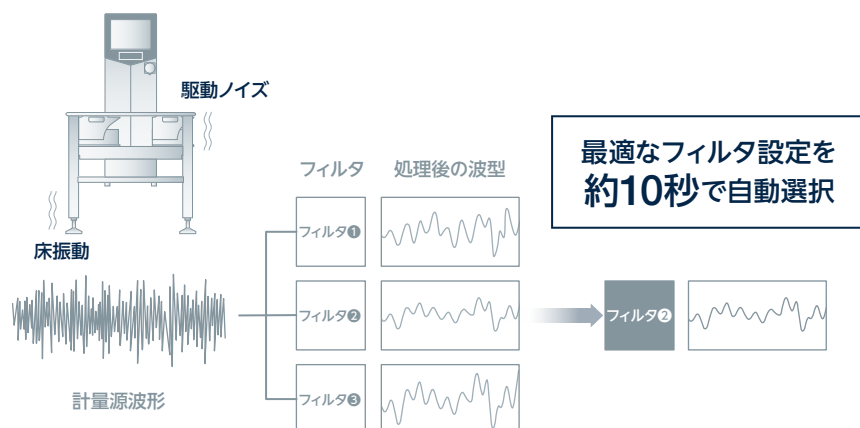 駆動ノイズ
床振動
計量源波形
フィルタ
処理後の波型
フィルタ❶
フィルタ❷
フィルタ❸
最適なフィルタ設定を
約10秒で自動選択
フィルタ❷